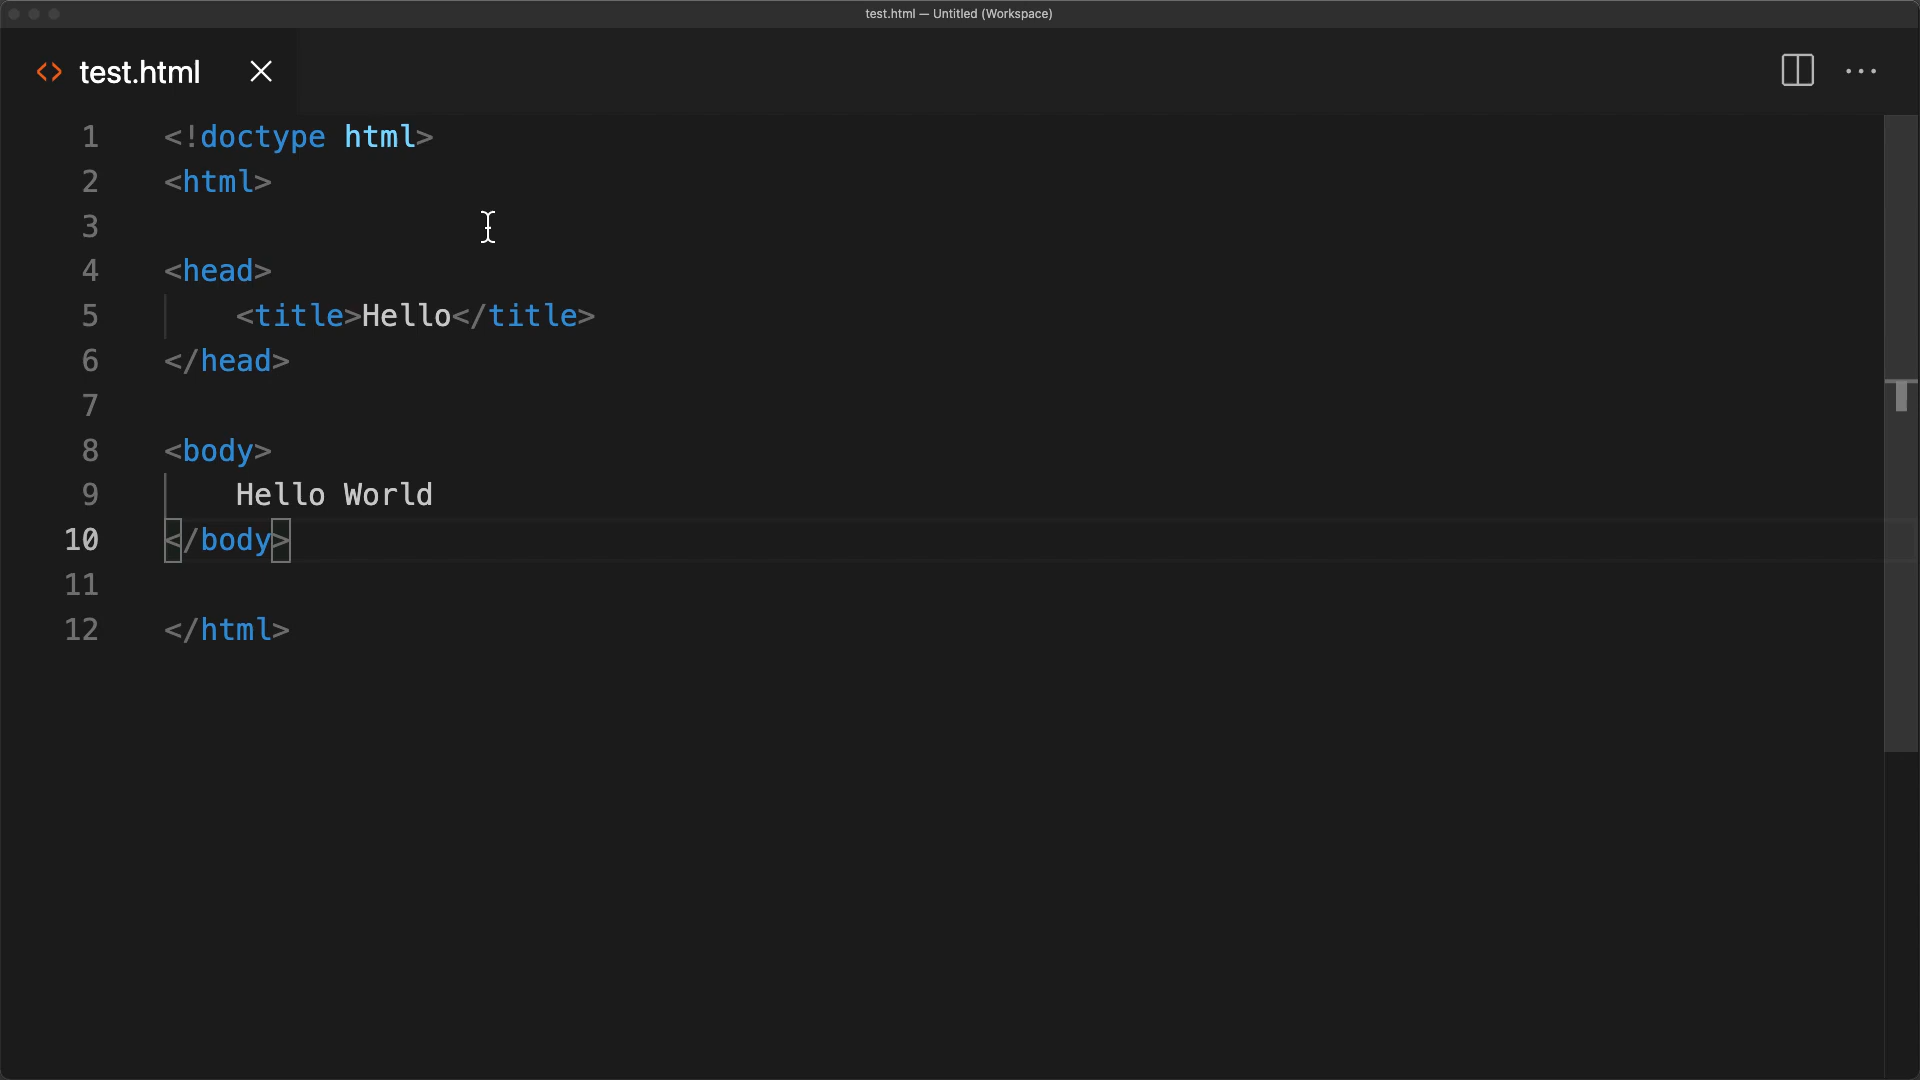 test.html — Untitled (Workspace)
test.html
1 <!doctype html>
2 <html>
3
4 <head>
5     <title>Hello</title>
6 </head>
7
8 <body>
9     Hello World
10 </body>
11
12 </html>